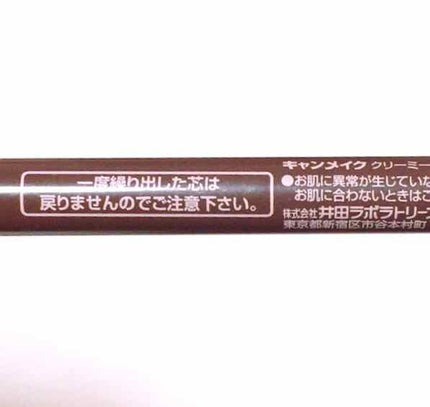 一度繰り出した芯は
戻りませんのでご注意下さい。
キャンメイク クリーミー
●お肌に異常が生じていな
お肌に合わないときはご
株式会社 井田ラボラトリーズ
東京都新宿区市谷本村町